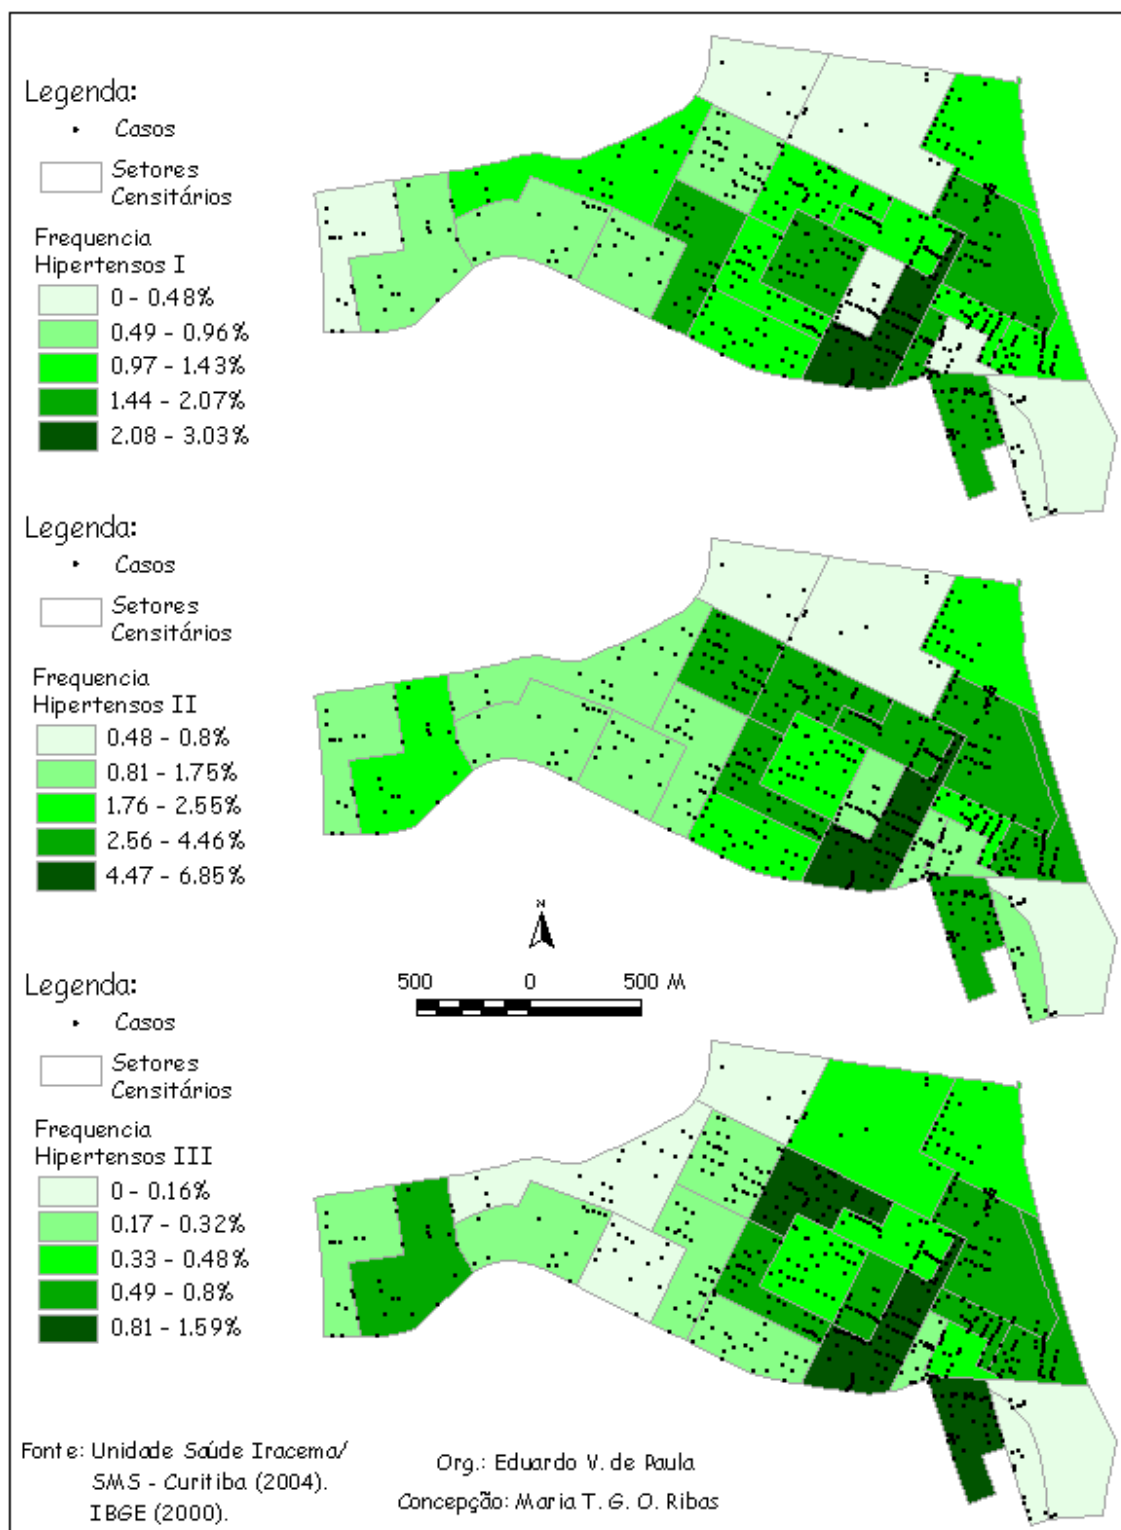 Legenda:
Casos
Setores
Censitários
Frequencia
Hipertensos I
0 - 0.48%
0.49 - 0.96%
0.97 - 1.43%
1.44 - 2.07%
2.08 - 3.03%
Legenda:
Casos
Setores
Censitários
Frequencia
Hipertensos II
0.48 - 0.8%
0.81 - 1.75%
1.76 - 2.55%
2.56 - 4.46%
4.47 - 6.85%
N
500 0 500 M
Legenda:
Casos
Setores
Censitários
Frequencia
Hipertensos III
0 - 0.16%
0.17 - 0.32%
0.33 - 0.48%
0.49 - 0.8%
0.81 - 1.59%
Fonte: Unidade Saúde Iracema/
SMS - Curitiba (2004).
IBGE (2000).
Org.: Eduardo V. de Paula
Concepção: Maria T. G. O. Ribas